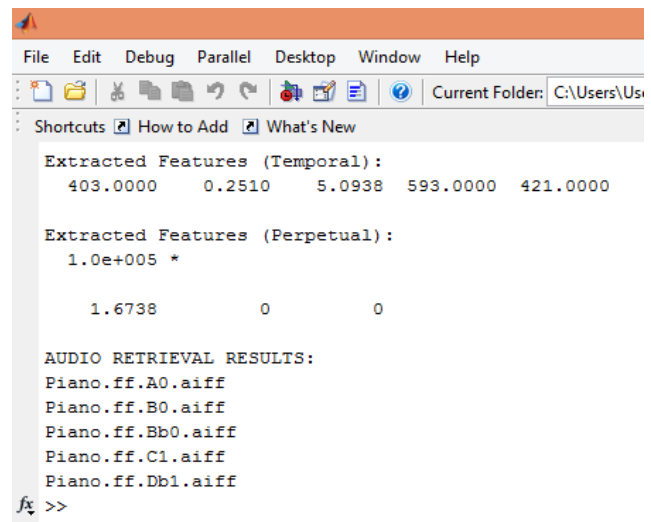 File Edit Debug Parallel Desktop Window Help
Current Folder: C:\Users\Use
Shortcuts How to Add What's New
Extracted Features (Temporal):
403.0000 0.2510 5.0938 593.0000 421.0000
Extracted Features (Perpetual):
1.0e+005 *
1.6738 0 0
AUDIO RETRIEVAL RESULTS:
Piano.ff.A0.aiff
Piano.ff.B0.aiff
Piano.ff.Bb0.aiff
Piano.ff.C1.aiff
Piano.ff.Db1.aiff
fx >>